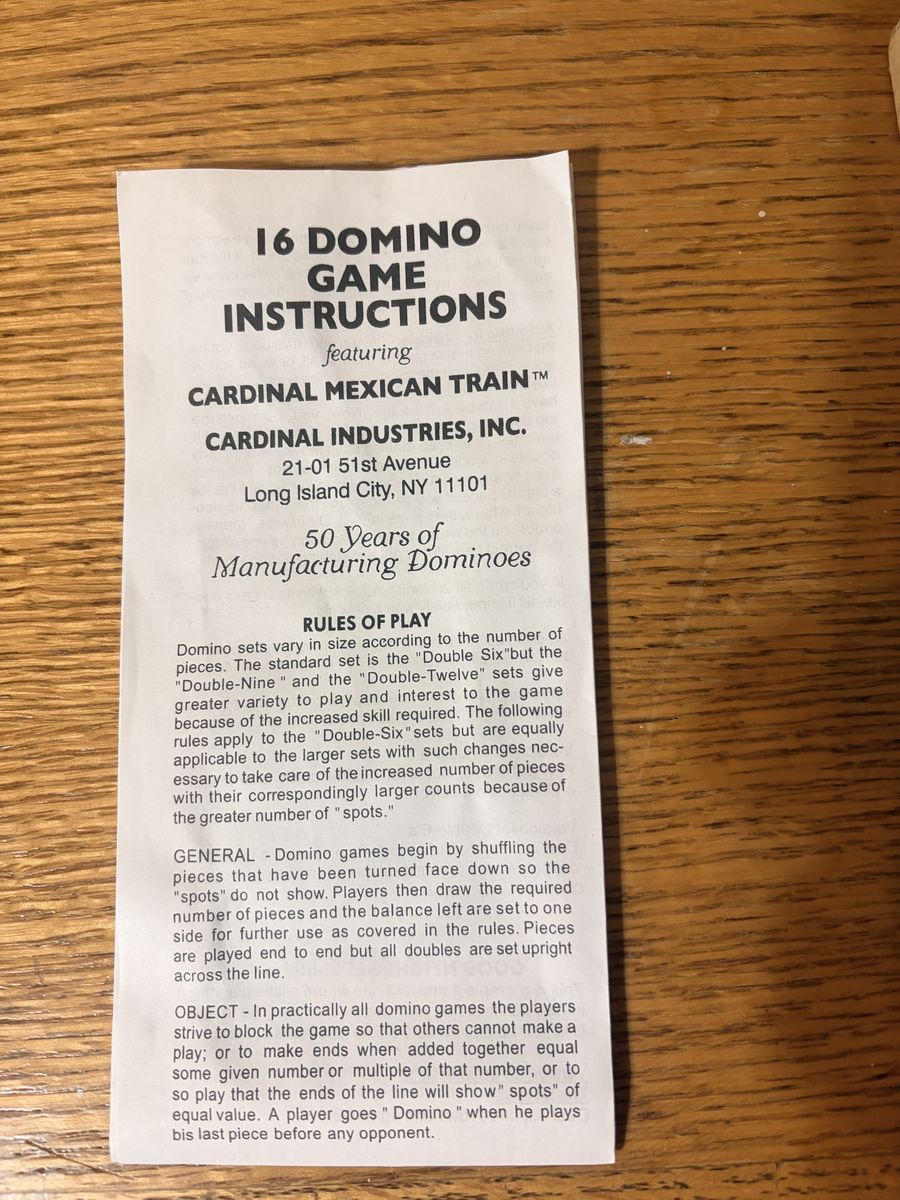 16 DOMINO
GAME
INSTRUCTIONS
featuring
CARDINAL MEXICAN TRAIN™
CARDINAL INDUSTRIES, INC.
21-01 51st Avenue
Long Island City, NY 11101
50 Years of
Manufacturing Dominoes
RULES OF PLAY
Domino sets vary in size according to the number of
pieces. The standard set is the "Double Six"but the
"Double-Nine " and the "Double-Twelve" sets give
greater variety to play and interest to the game
because of the increased skill required. The following
rules apply to the "Double-Six" sets but are equally
applicable to the larger sets with such changes nec-
essary to take care of the increased number of pieces
with their correspondingly larger counts because of
the greater number of "spots."
GENERAL - Domino games begin by shuffling the
pieces that have been turned face down so the
"spots" do not show. Players then draw the required
number of pieces and the balance left are set to one
side for further use as covered in the rules. Pieces
are played end to end but all doubles are set upright
across the line.
OBJECT - In practically all domino games the players
strive to block the game so that others cannot make a
play; or to make ends when added together equal
some given number or multiple of that number, or to
so play that the ends of the line will show" spots" of
equal value. A player goes " Domino " when he plays
bis last piece before any opponent.